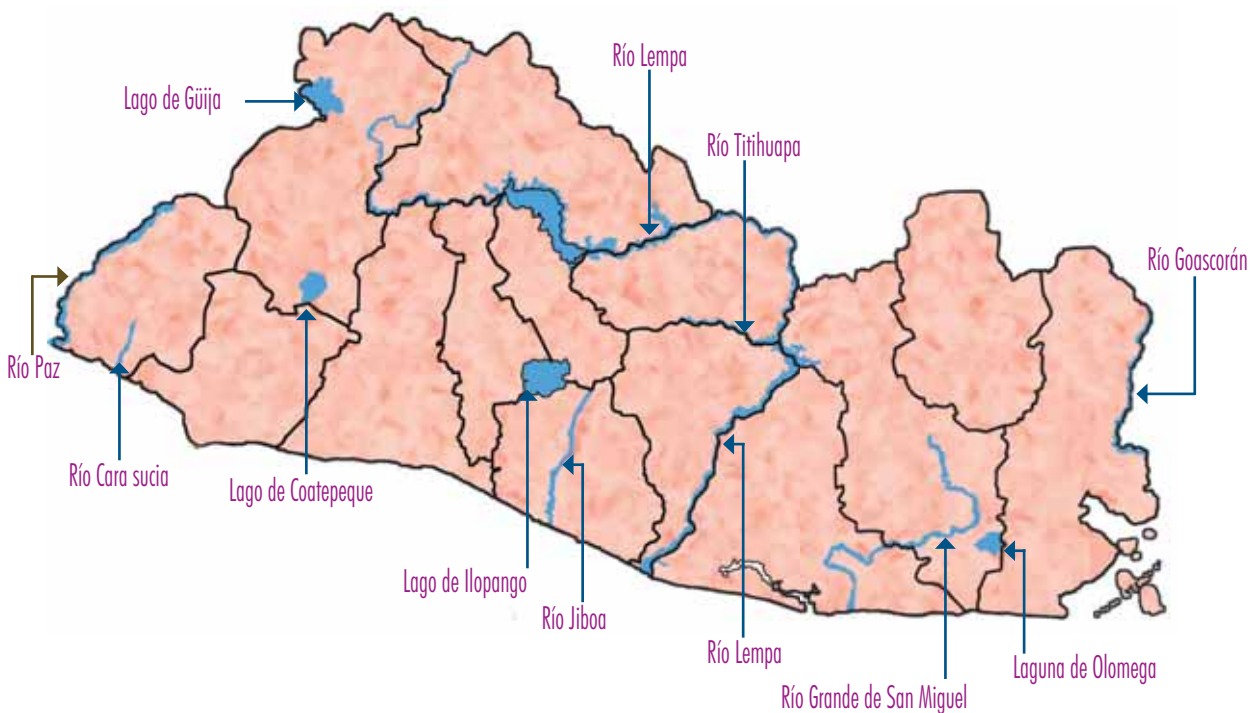 Río Lempa
Lago de Güija
Río Titihuapa
Río Goascorán
Río Paz
Río Cara sucia
Lago de Coatepeque
Lago de Ilopango
Río Jiboa
Río Lempa
Laguna de Olomega
Río Grande de San Miguel